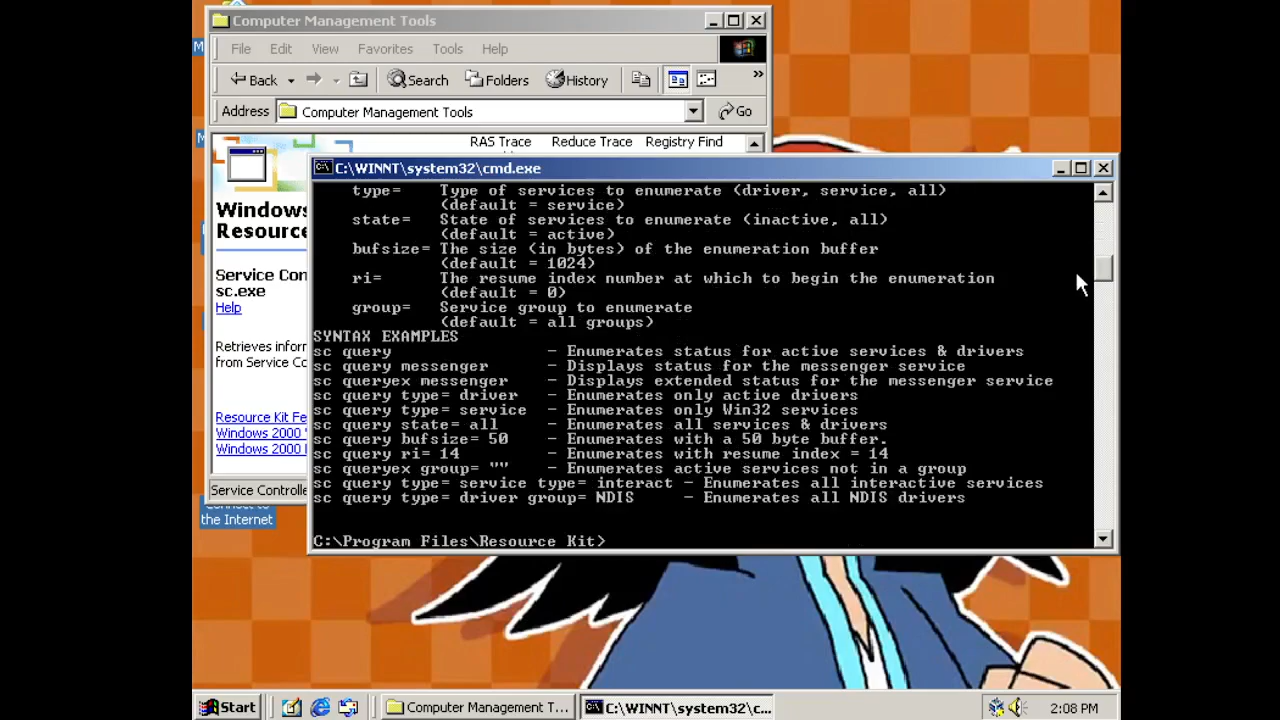 Computer Management Tools
File Edit View Favorites Tools Help
Back Search Folders History »
Address Computer Management Tools Go
RAS Trace Reduce Trace Registry Find
Windows
Resource
Service Con
sc.exe
Help
Retrieves inform
from Service Co
Resource Kit Fe
Windows 2000
Windows 2000
Service Controlle
C:\WINNT\system32\cmd.exe
type= Type of services to enumerate (driver, service, all)
(default = service)
state= State of services to enumerate (inactive, all)
(default = active)
bufsize= The size (in bytes) of the enumeration buffer
(default = 1024)
ri= The resume index number at which to begin the enumeration
(default = 0)
group= Service group to enumerate
(default = all groups)
SYNTAX EXAMPLES
sc query - Enumerates status for active services & drivers
sc query messenger - Displays status for the messenger service
sc queryex messenger - Displays extended status for the messenger service
sc query type= driver - Enumerates only active drivers
sc query type= service - Enumerates only Win32 services
sc query state= all - Enumerates all services & drivers
sc query bufsize= 50 - Enumerates with a 50 byte buffer.
sc query ri= 14 - Enumerates with resume index = 14
sc queryex group= "" - Enumerates active services not in a group
sc query type= service type= interact - Enumerates all interactive services
sc query type= driver group= NDIS - Enumerates all NDIS drivers
C:\Program Files\Resource Kit>
the Internet
Start Computer Management T... C:\WINNT\system32\c... 2:08 PM